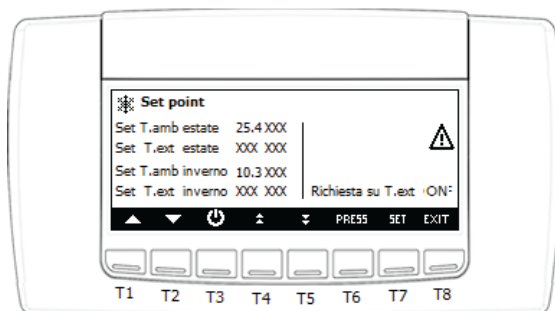 Set point
Set T.amb estate 25.4 XXX
Set T.ext estate XXX XXX
Set T.amb inverno 10.3 XXX
Set T.ext inverno XXX XXX Richiesta su T.ext ON
PRESS SET EXIT
T1 T2 T3 T4 T5 T6 T7 T8